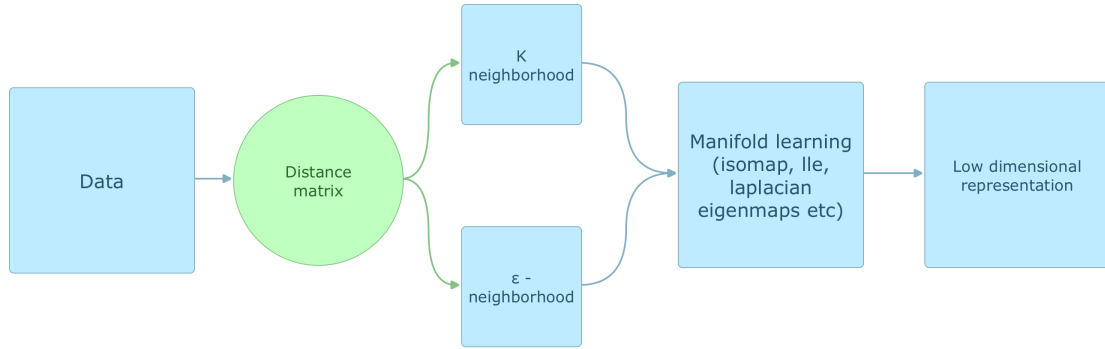 Data
Distance
matrix
K
neighborhood
ε -
neighborhood
Manifold learning
(isomap, lle,
laplacian
eigenmaps etc)
Low dimensional
representation